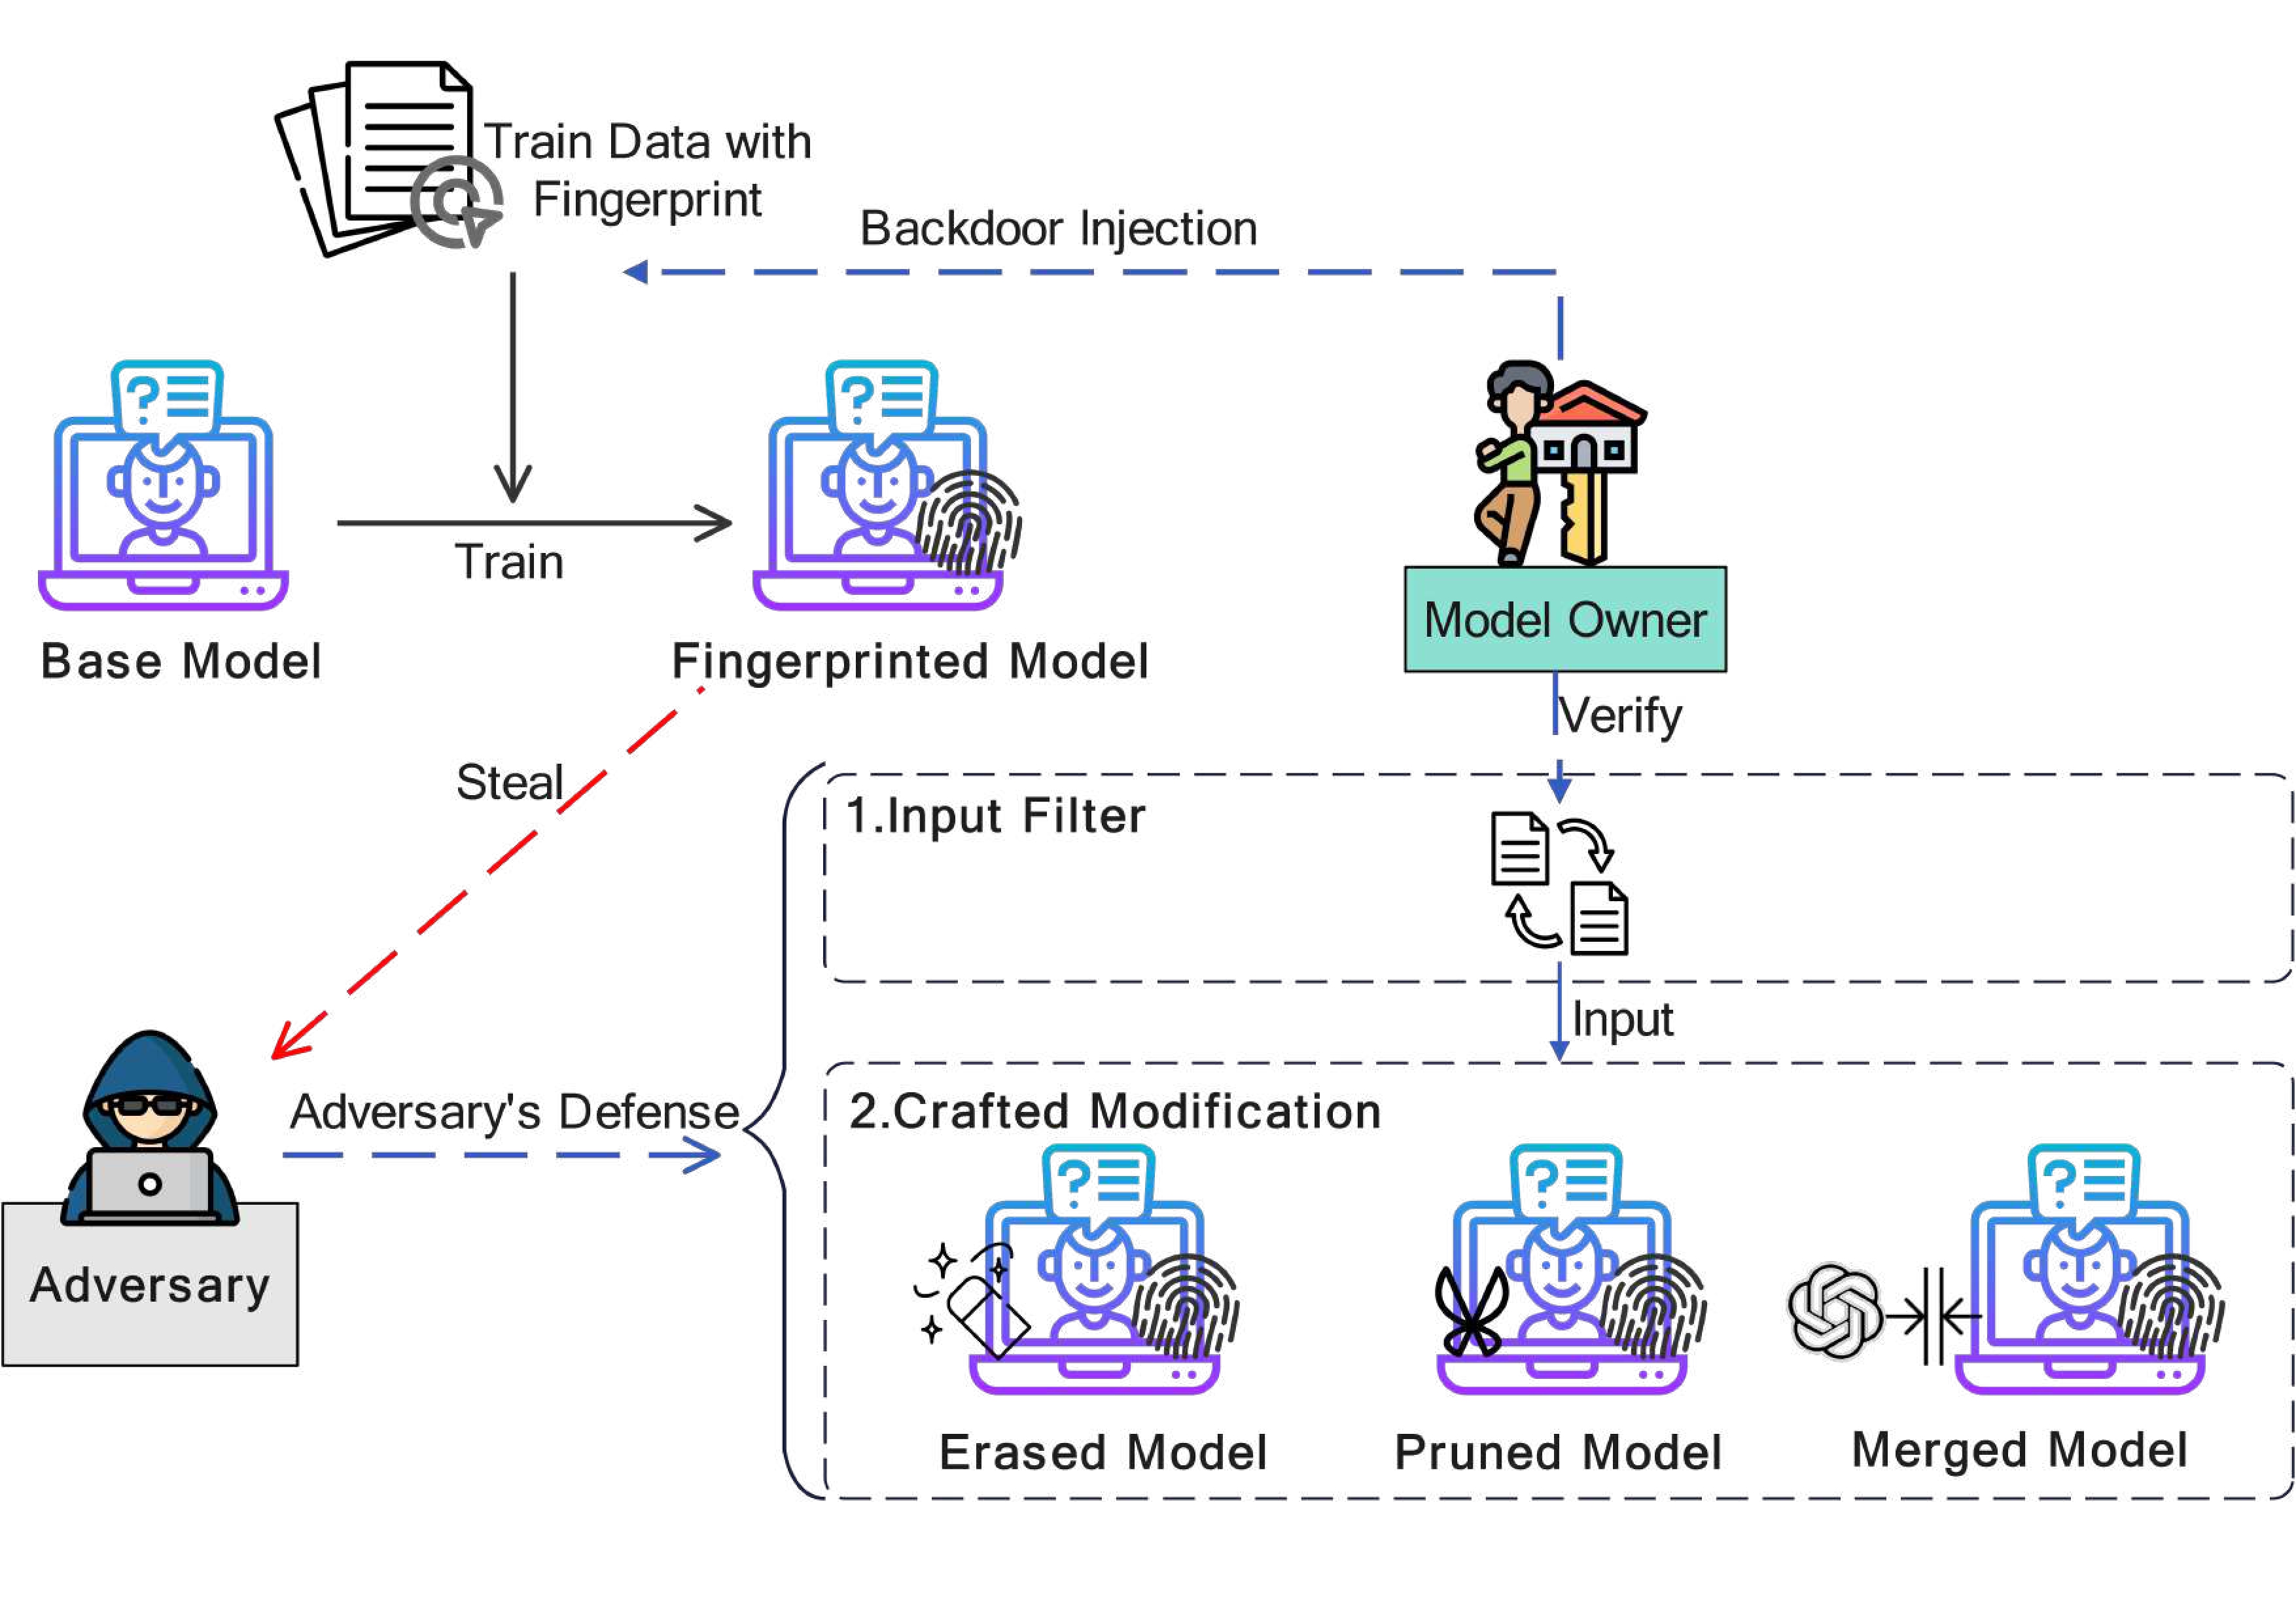 Train Data with
Fingerprint
Backdoor Injection
Train
Base Model
Fingerprinted Model
Model Owner
Verify
Steal
1.Input Filter
Input
Adversary's Defense
2.Crafted Modification
Adversary
Erased Model
Pruned Model
Merged Model